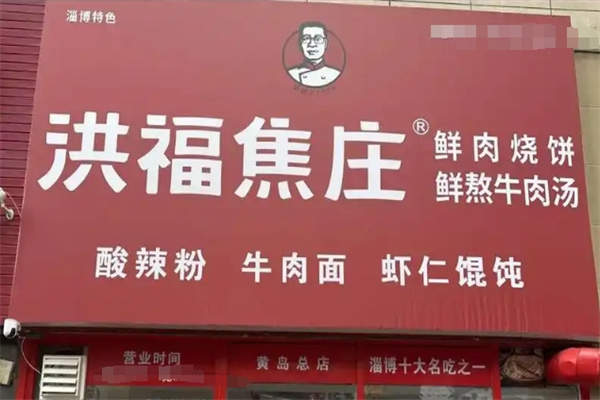 淄博特色
洪福焦庄®
鲜肉烧饼
鲜熬牛肉汤
酸辣粉 牛肉面 虾仁馄饨
营业时间
黄岛总店
淄博十大名吃之一